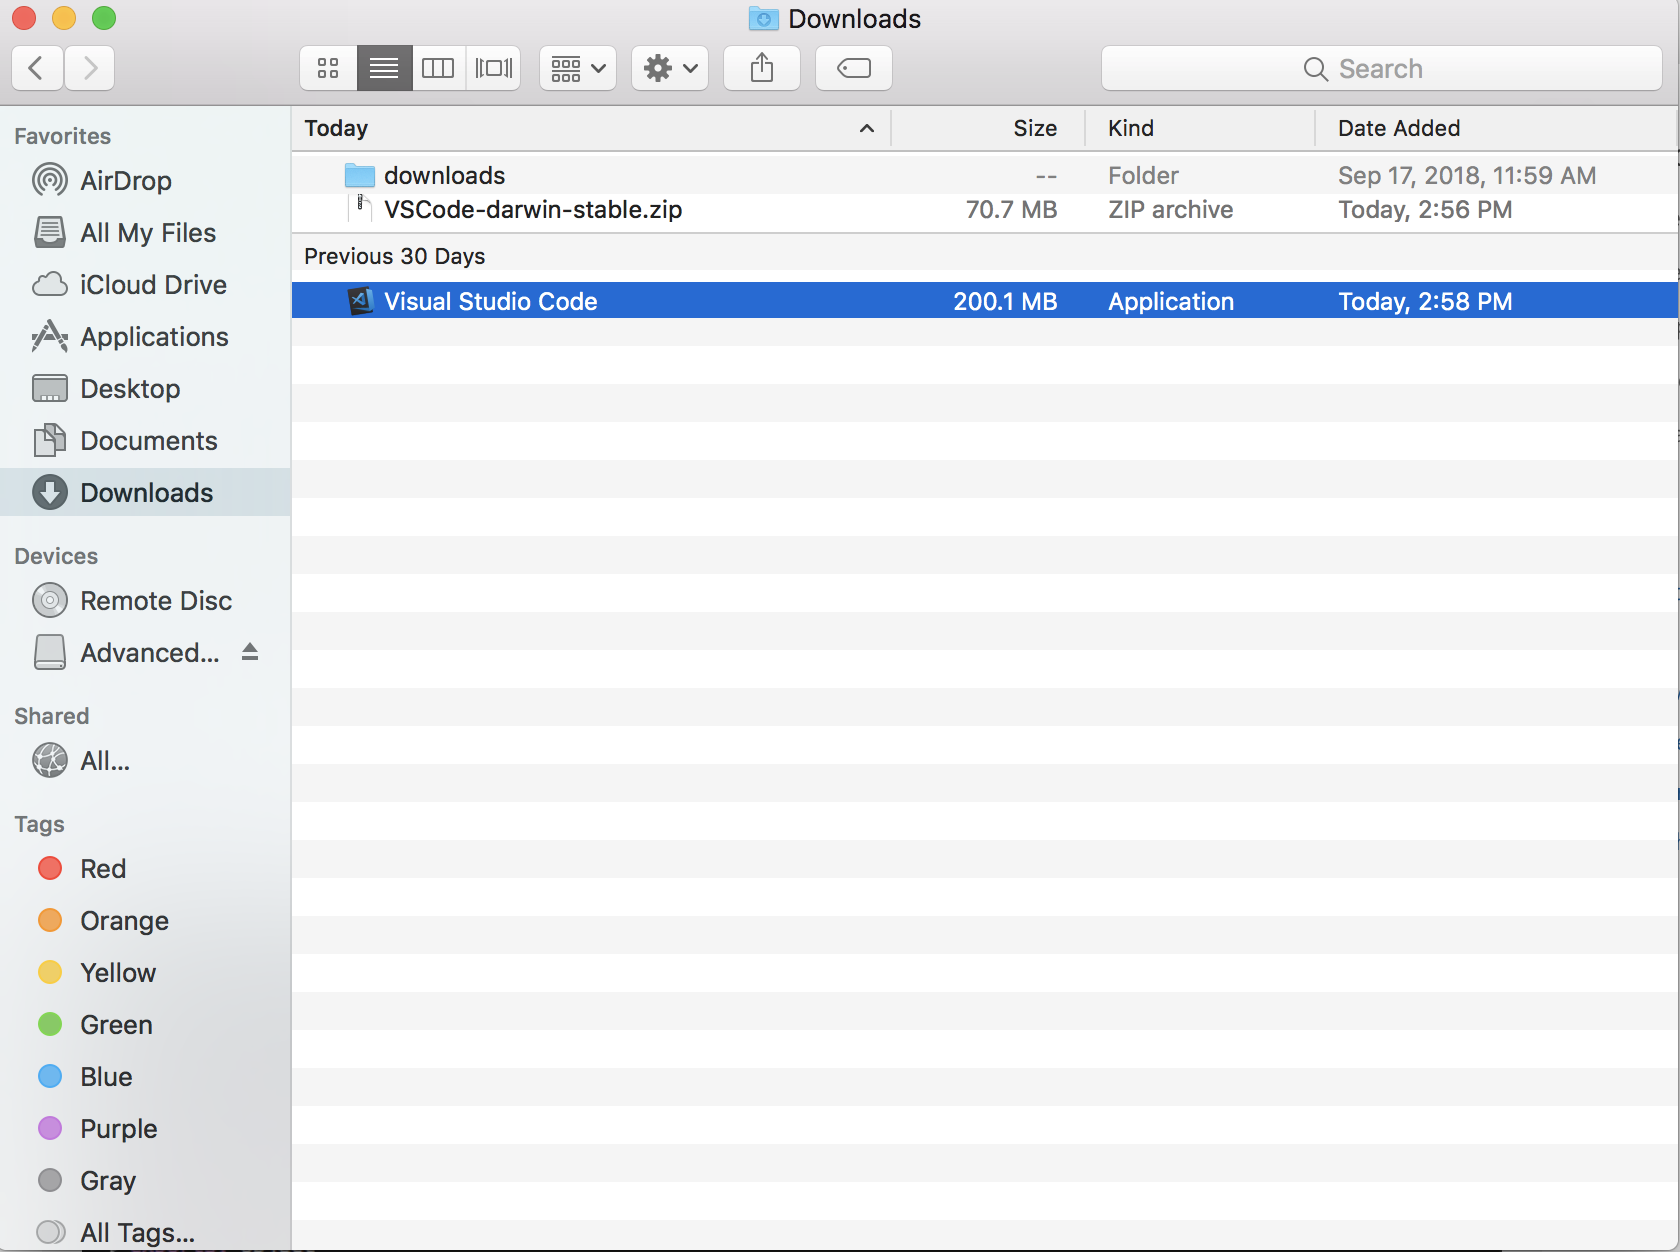 Downloads
Search
Favorites
AirDrop
All My Files
iCloud Drive
Applications
Desktop
Documents
Downloads
Devices
Remote Disc
Advanced...
Shared
All...
Tags
Red
Orange
Yellow
Green
Blue
Purple
Gray
All Tags...
Today Size Kind Date Added
downloads -- Folder Sep 17, 2018, 11:59 AM
VSCode-darwin-stable.zip 70.7 MB ZIP archive Today, 2:56 PM
Previous 30 Days
Visual Studio Code 200.1 MB Application Today, 2:58 PM